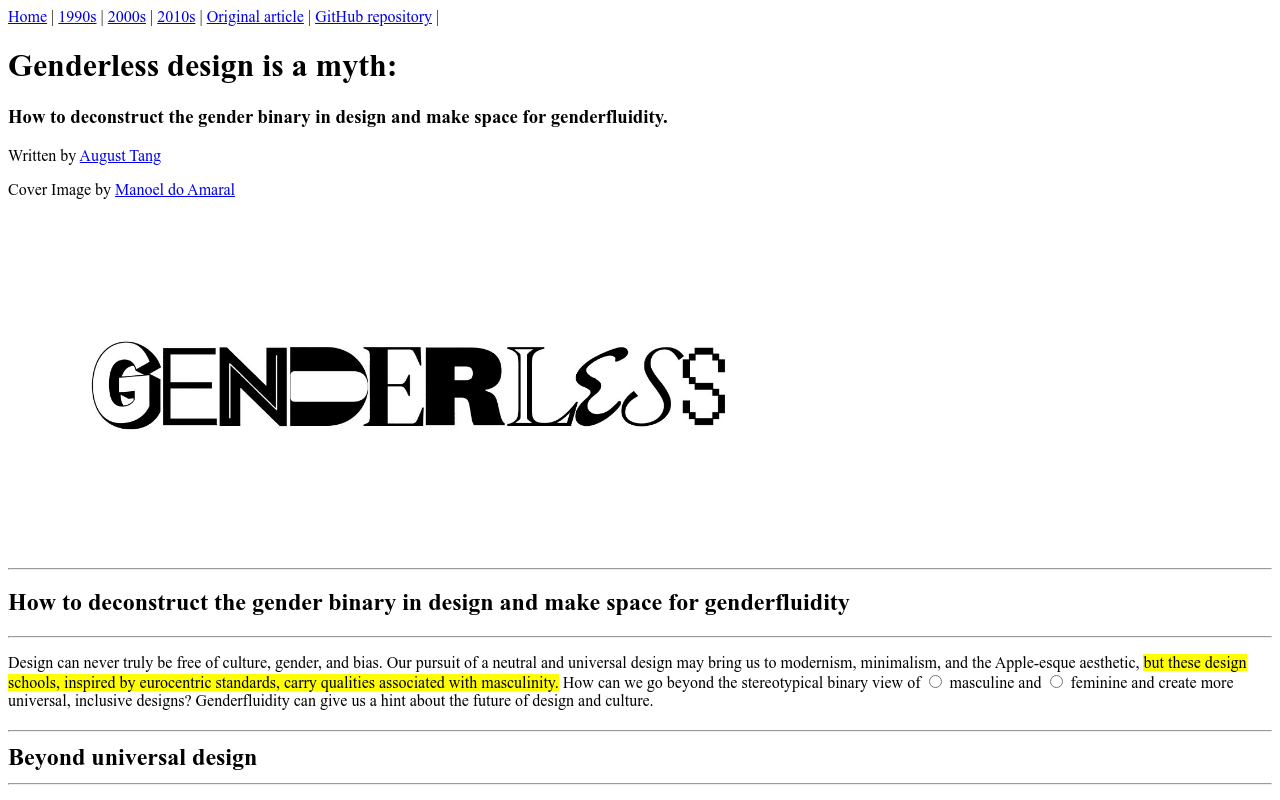 Home | 1990s | 2000s | 2010s | Original article | GitHub repository |
Genderless design is a myth:
How to deconstruct the gender binary in design and make space for genderfluidity.
Written by August Tang
Cover Image by Manoel do Amaral
GENDERLESS
How to deconstruct the gender binary in design and make space for genderfluidity
Design can never truly be free of culture, gender, and bias. Our pursuit of a neutral and universal design may bring us to modernism, minimalism, and the Apple-esque aesthetic, but these design
schools, inspired by eurocentric standards, carry qualities associated with masculinity. How can we go beyond the stereotypical binary view of masculine and feminine and create more
universal, inclusive designs? Genderfluidity can give us a hint about the future of design and culture.
Beyond universal design